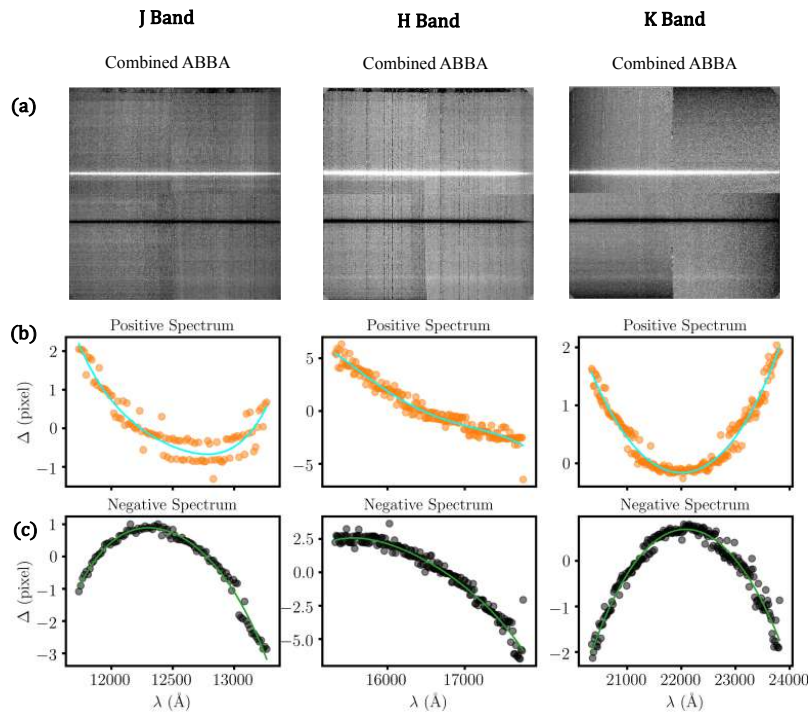 J Band H Band K Band
Combined ABBA Combined ABBA Combined ABBA
(a)
(b) Positive Spectrum Positive Spectrum Positive Spectrum
2 5 2
1 0 1
0 −5 0
−1
Δ (pixel)
(c) Negative Spectrum Negative Spectrum Negative Spectrum
1 2.5 0
0 0.0 −1
−1 −2.5 −2
−2 −5.0
−3
Δ (pixel)
12000 13000 16000 17000 21000 22000 23000 24000
λ (Å) λ (Å) λ (Å)